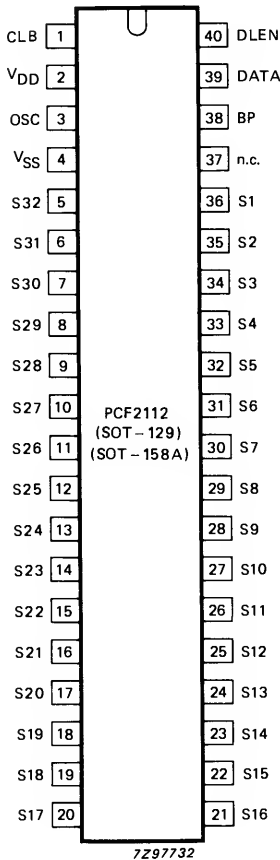 CLB 1 40 DLEN
VDD 2 39 DATA
OSC 3 38 BP
VSS 4 37 n.c.
S32 5 36 S1
S31 6 35 S2
S30 7 34 S3
S29 8 33 S4
S28 9 32 S5
S27 10 31 S6
S26 11 30 S7
S25 12 29 S8
S24 13 28 S9
S23 14 27 S10
S22 15 26 S11
S21 16 25 S12
S20 17 24 S13
S19 18 23 S14
S18 19 22 S15
S17 20 21 S16
PCF2112
(SOT-129)
(SOT-158A)
7Z97732